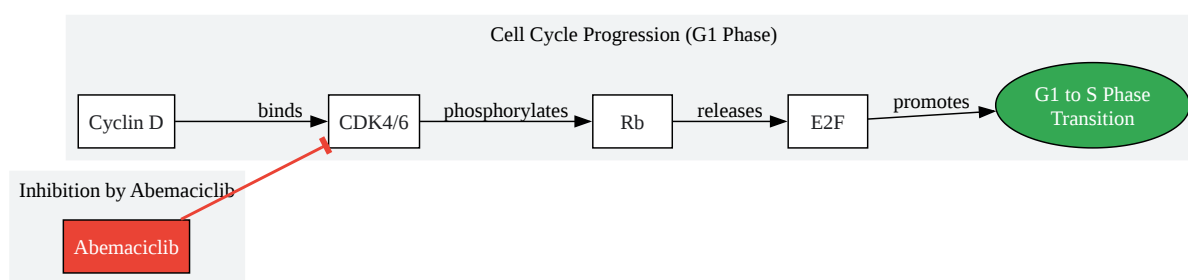 Cell Cycle Progression (G1 Phase)
Cyclin D
binds
CDK4/6
phosphorylates
Rb
releases
E2F
promotes
G1 to S Phase
Transition
Inhibition by Abemaciclib
Abemaciclib